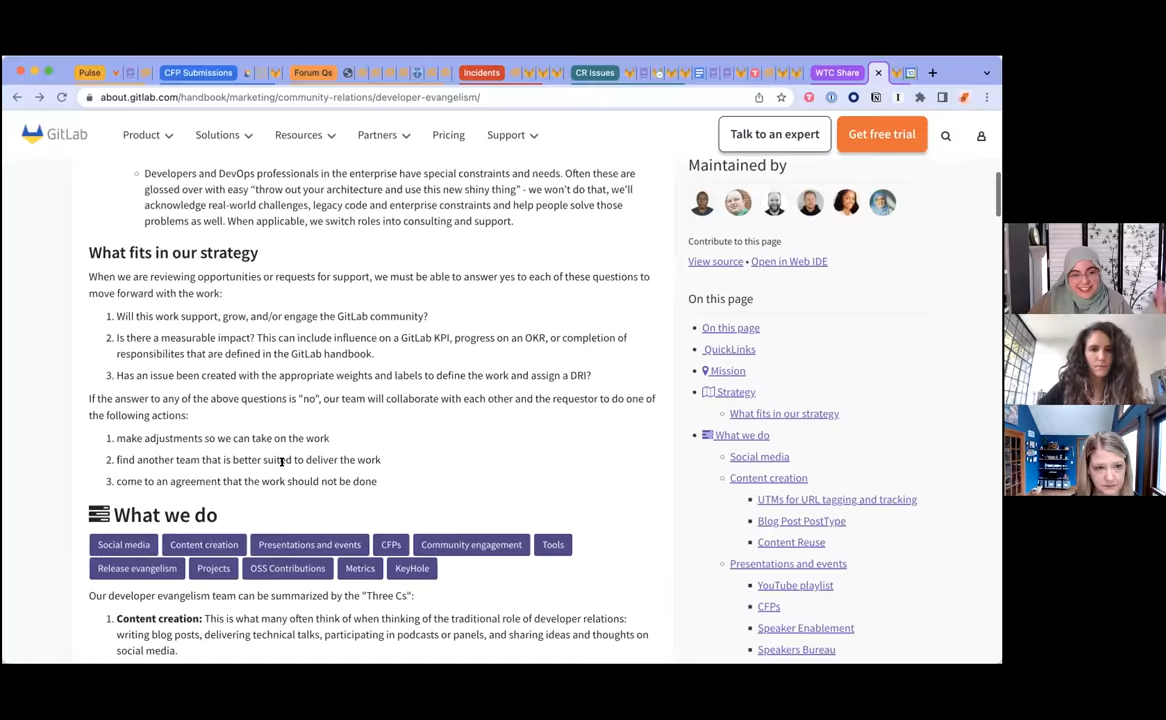 Pulse
CFP Submissions
Forum Qs
Incidents
CR Issues
WTC Share
about.gitlab.com/handbook/marketing/community-relations/developer-evangelism/
GitLab
Product
Solutions
Resources
Partners
Pricing
Support
Talk to an expert
Get free trial
Developers and DevOps professionals in the enterprise have special constraints and needs. Often these are
glossed over with easy “throw out your architecture and use this new shiny thing” - we won’t do that, we'll
acknowledge real-world challenges, legacy code and enterprise constraints and help people solve those
problems as well. When applicable, we switch roles into consulting and support.
What fits in our strategy
When we are reviewing opportunities or requests for support, we must be able to answer yes to each of these questions to
move forward with the work:
1. Will this work support, grow, and/or engage the GitLab community?
2. Is there a measurable impact? This can include influence on a GitLab KPI, progress on an OKR, or completion of
responsibilites that are defined in the GitLab handbook.
3. Has an issue been created with the appropriate weights and labels to define the work and assign a DRI?
If the answer to any of the above questions is "no", our team will collaborate with each other and the requestor to do one of
the following actions:
1. make adjustments so we can take on the work
2. find another team that is better suited to deliver the work
3. come to an agreement that the work should not be done
What we do
Social media
Content creation
Presentations and events
CFPs
Community engagement
Tools
Release evangelism
Projects
OSS Contributions
Metrics
KeyHole
Our developer evangelism team can be summarized by the "Three Cs":
1. Content creation: This is what many often think of when thinking of the traditional role of developer relations:
writing blog posts, delivering technical talks, participating in podcasts or panels, and sharing ideas and thoughts on
social media.
Maintained by
Contribute to this page
View source • Open in Web IDE
On this page
On this page
QuickLinks
Mission
Strategy
What fits in our strategy
What we do
Social media
Content creation
UTMs for URL tagging and tracking
Blog Post PostType
Content Reuse
Presentations and events
YouTube playlist
CFPs
Speaker Enablement
Speakers Bureau